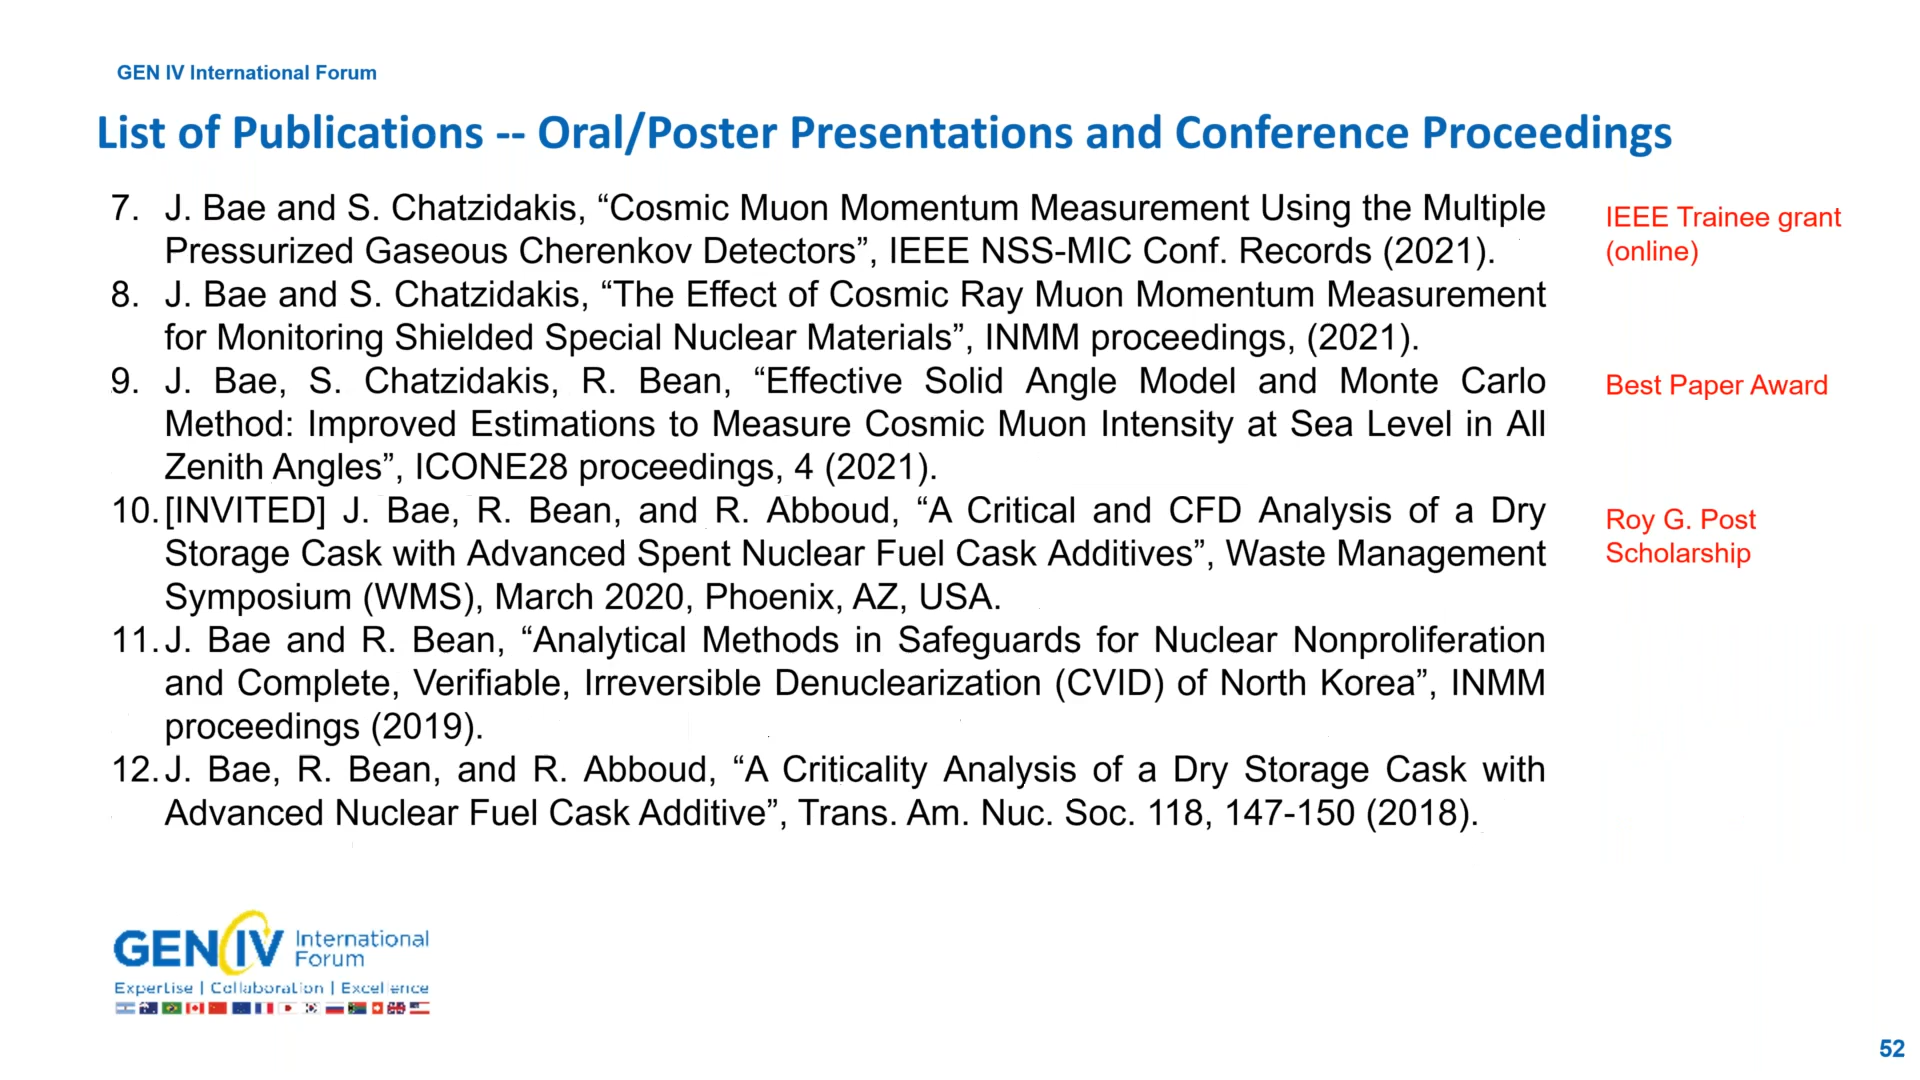 GEN IV International Forum
List of Publications -- Oral/Poster Presentations and Conference Proceedings
7. J. Bae and S. Chatzidakis, “Cosmic Muon Momentum Measurement Using the Multiple
Pressurized Gaseous Cherenkov Detectors”, IEEE NSS-MIC Conf. Records (2021).
IEEE Trainee grant
(online)
8. J. Bae and S. Chatzidakis, “The Effect of Cosmic Ray Muon Momentum Measurement
for Monitoring Shielded Special Nuclear Materials”, INMM proceedings, (2021).
9. J. Bae, S. Chatzidakis, R. Bean, “Effective Solid Angle Model and Monte Carlo
Method: Improved Estimations to Measure Cosmic Muon Intensity at Sea Level in All
Zenith Angles”, ICONE28 proceedings, 4 (2021).
Best Paper Award
10. [INVITED] J. Bae, R. Bean, and R. Abboud, “A Critical and CFD Analysis of a Dry
Storage Cask with Advanced Spent Nuclear Fuel Cask Additives”, Waste Management
Symposium (WMS), March 2020, Phoenix, AZ, USA.
Roy G. Post
Scholarship
11. J. Bae and R. Bean, “Analytical Methods in Safeguards for Nuclear Nonproliferation
and Complete, Verifiable, Irreversible Denuclearization (CVID) of North Korea”, INMM
proceedings (2019).
12. J. Bae, R. Bean, and R. Abboud, “A Criticality Analysis of a Dry Storage Cask with
Advanced Nuclear Fuel Cask Additive”, Trans. Am. Nuc. Soc. 118, 147-150 (2018).
GEN IV International
Forum
Expertise | Collaboration | Excellence
52